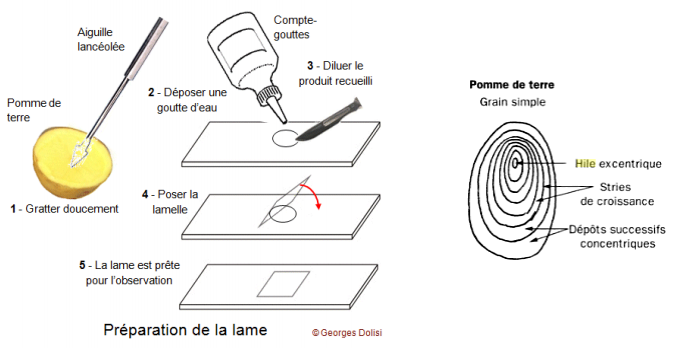 Aiguille
lancéolée
Compte-
gouttes
3 - Diluer le
produit recueilli
2 - Déposer une
goutte d'eau
Pomme de
terre
1 - Gratter doucement
4 - Poser la
lamelle
5 - La lame est prête
pour l'observation
Préparation de la lame
© Georges Dolisi
Pomme de terre
Grain simple
Hile excentrique
Stries
de croissance
Dépôts successifs
concentriques